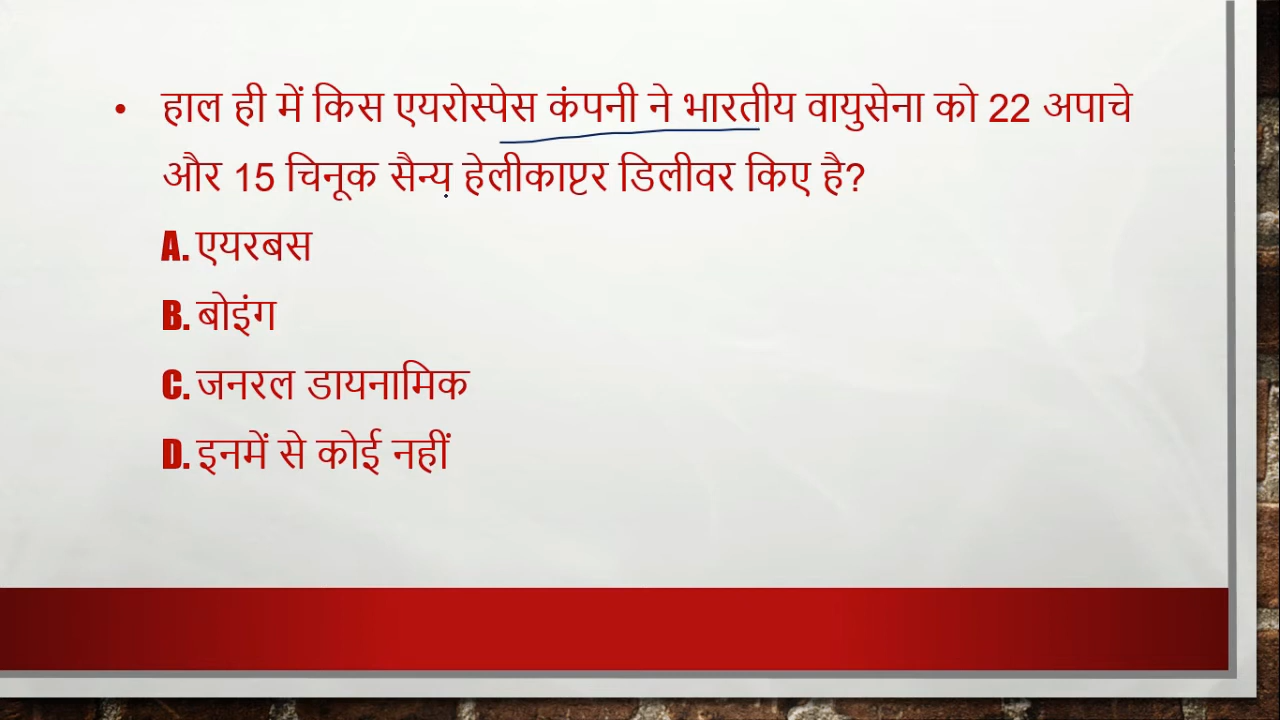 • हाल ही में किस एयरोस्पेस कंपनी ने भारतीय वायुसेना को 22 अपाचे
और 15 चिनूक सैन्य हेलीकाप्टर डिलीवर किए है?
A. एयरबस
B. बोइंग
C. जनरल डायनामिक
D. इनमें से कोई नहीं